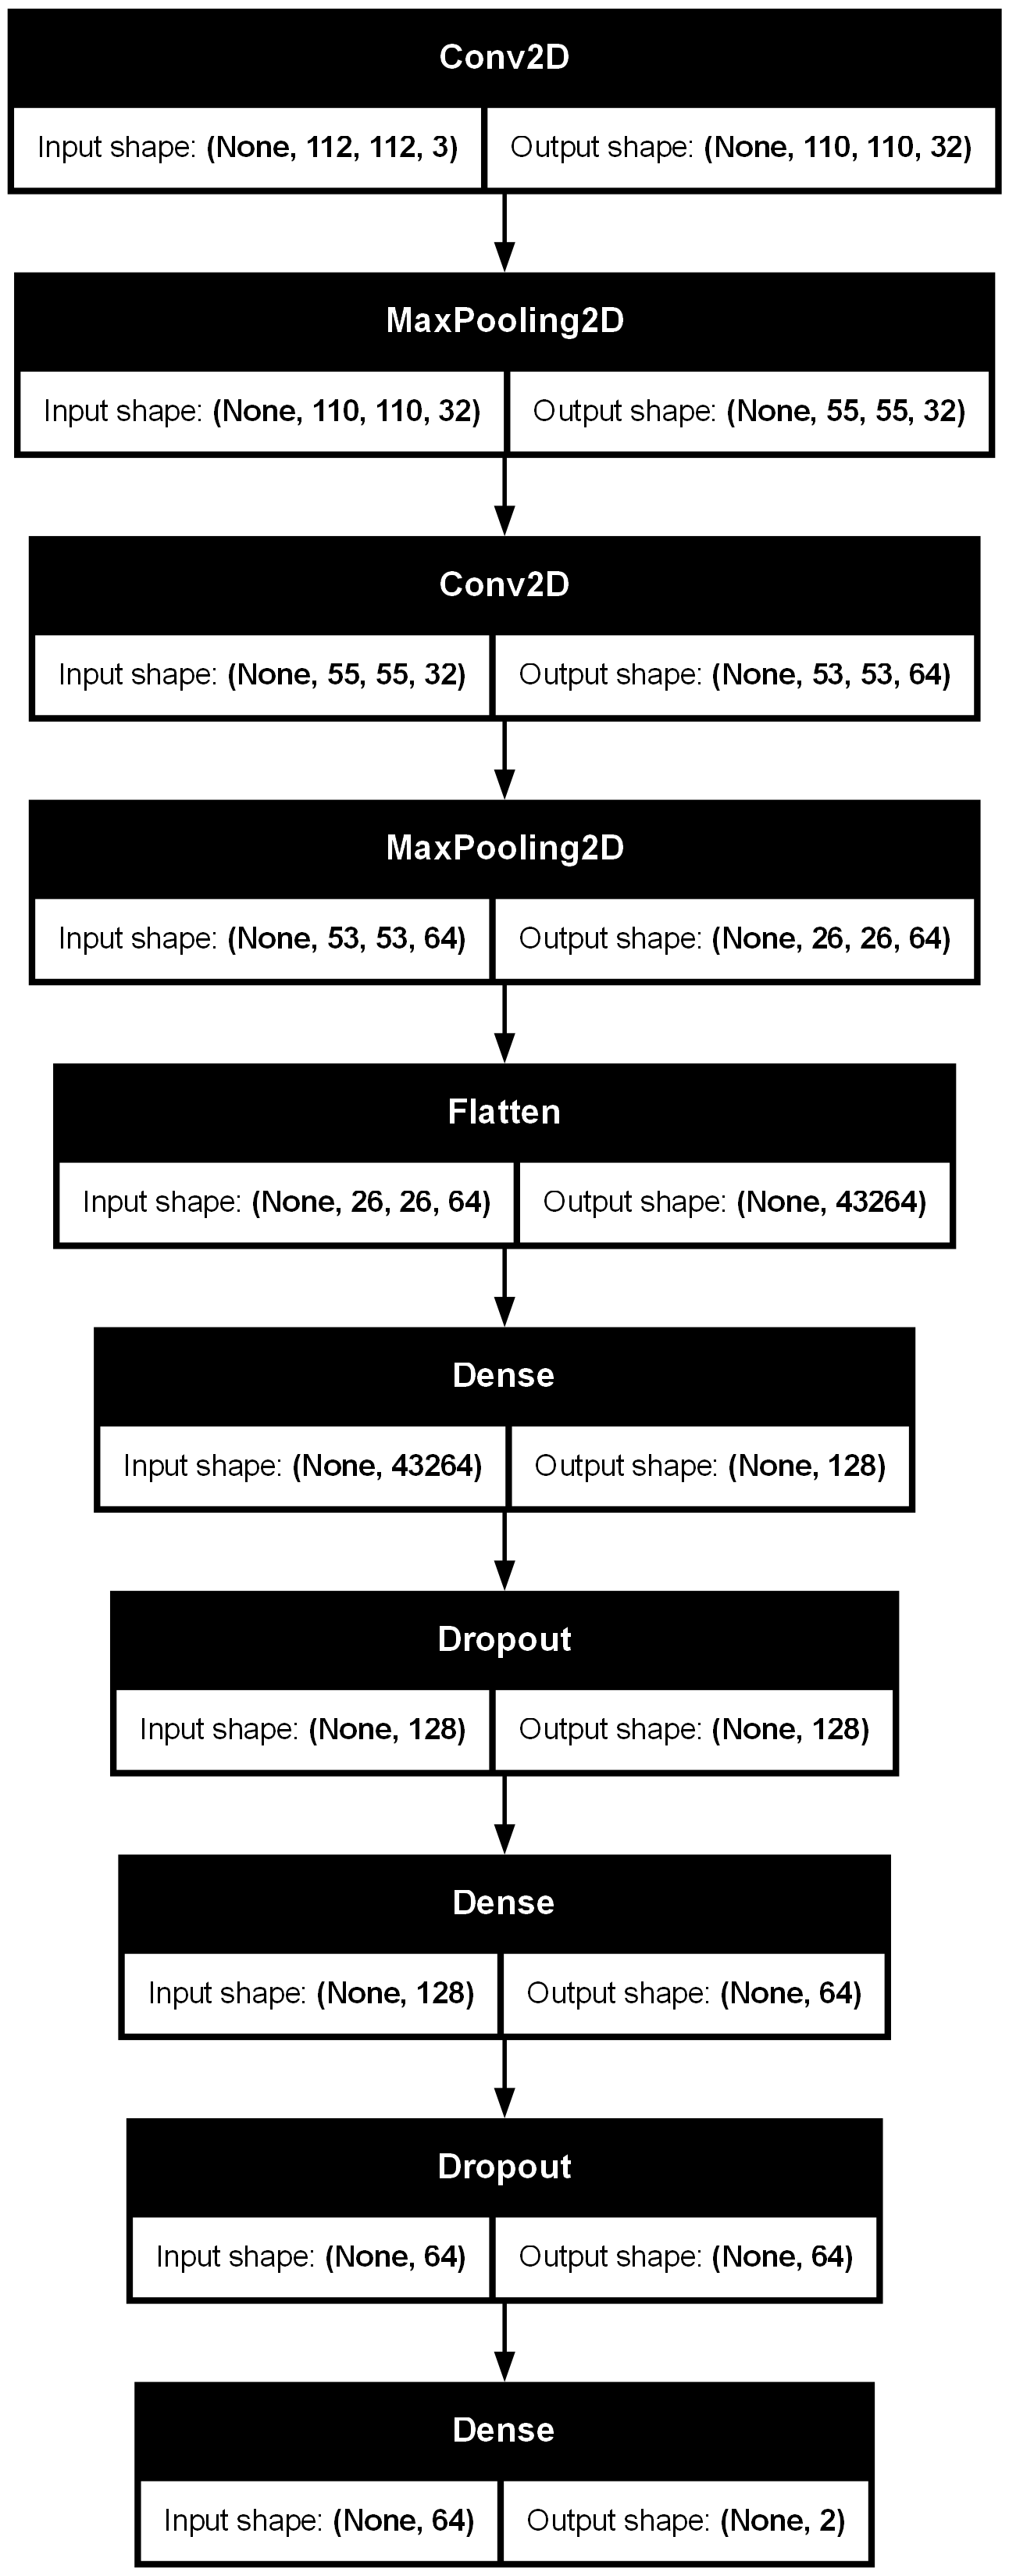 Conv2D
Input shape: (None, 112, 112, 3) Output shape: (None, 110, 110, 32)
MaxPooling2D
Input shape: (None, 110, 110, 32) Output shape: (None, 55, 55, 32)
Conv2D
Input shape: (None, 55, 55, 32) Output shape: (None, 53, 53, 64)
MaxPooling2D
Input shape: (None, 53, 53, 64) Output shape: (None, 26, 26, 64)
Flatten
Input shape: (None, 26, 26, 64) Output shape: (None, 43264)
Dense
Input shape: (None, 43264) Output shape: (None, 128)
Dropout
Input shape: (None, 128) Output shape: (None, 128)
Dense
Input shape: (None, 128) Output shape: (None, 64)
Dropout
Input shape: (None, 64) Output shape: (None, 64)
Dense
Input shape: (None, 64) Output shape: (None, 2)